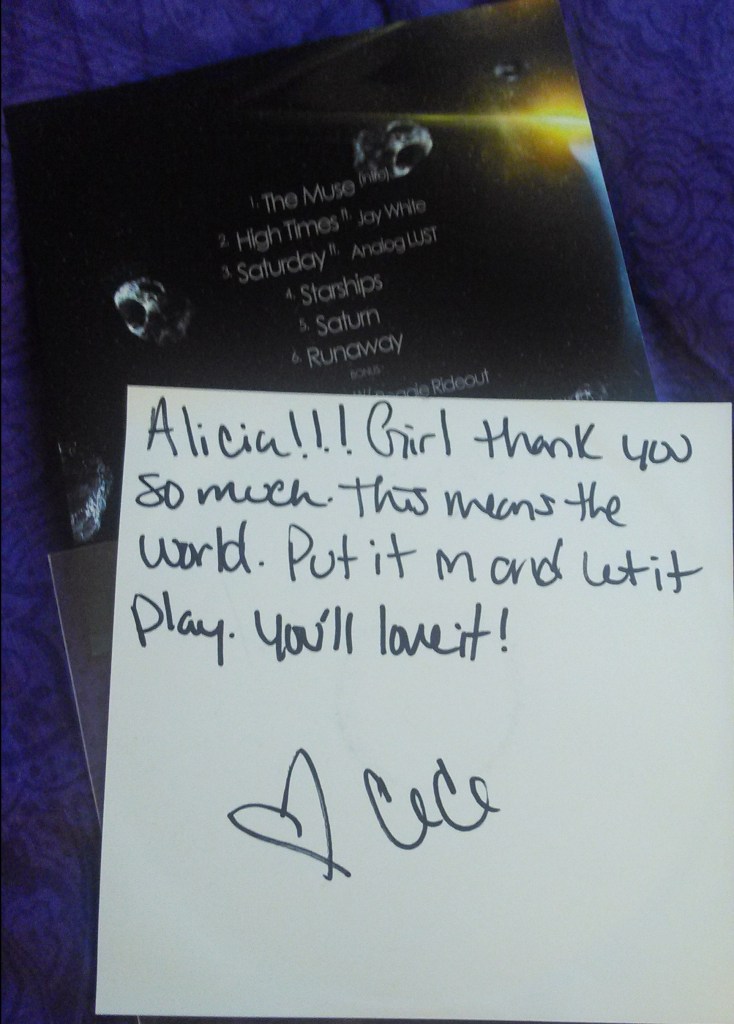 1. The Muse (intro)
2. High Times ft. Jay White
3. Saturday ft. Analog LUST
4. Starships
5. Saturn
6. Runaway
BONUS
Rideout
Alicia!!! Girl thank you
so much. This means the
world. Put it in and let it
play. You'll love it!
CeCe